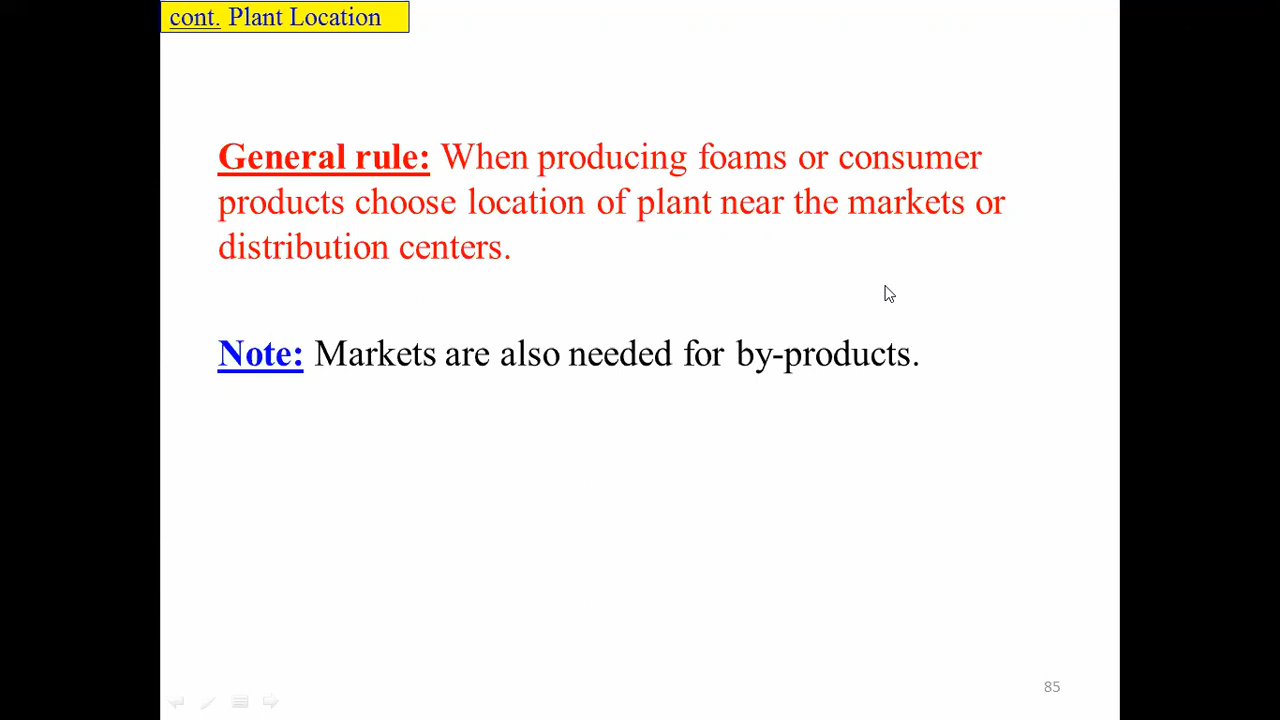 cont. Plant Location
General rule: When producing foams or consumer
products choose location of plant near the markets or
distribution centers.
Note: Markets are also needed for by-products.
85